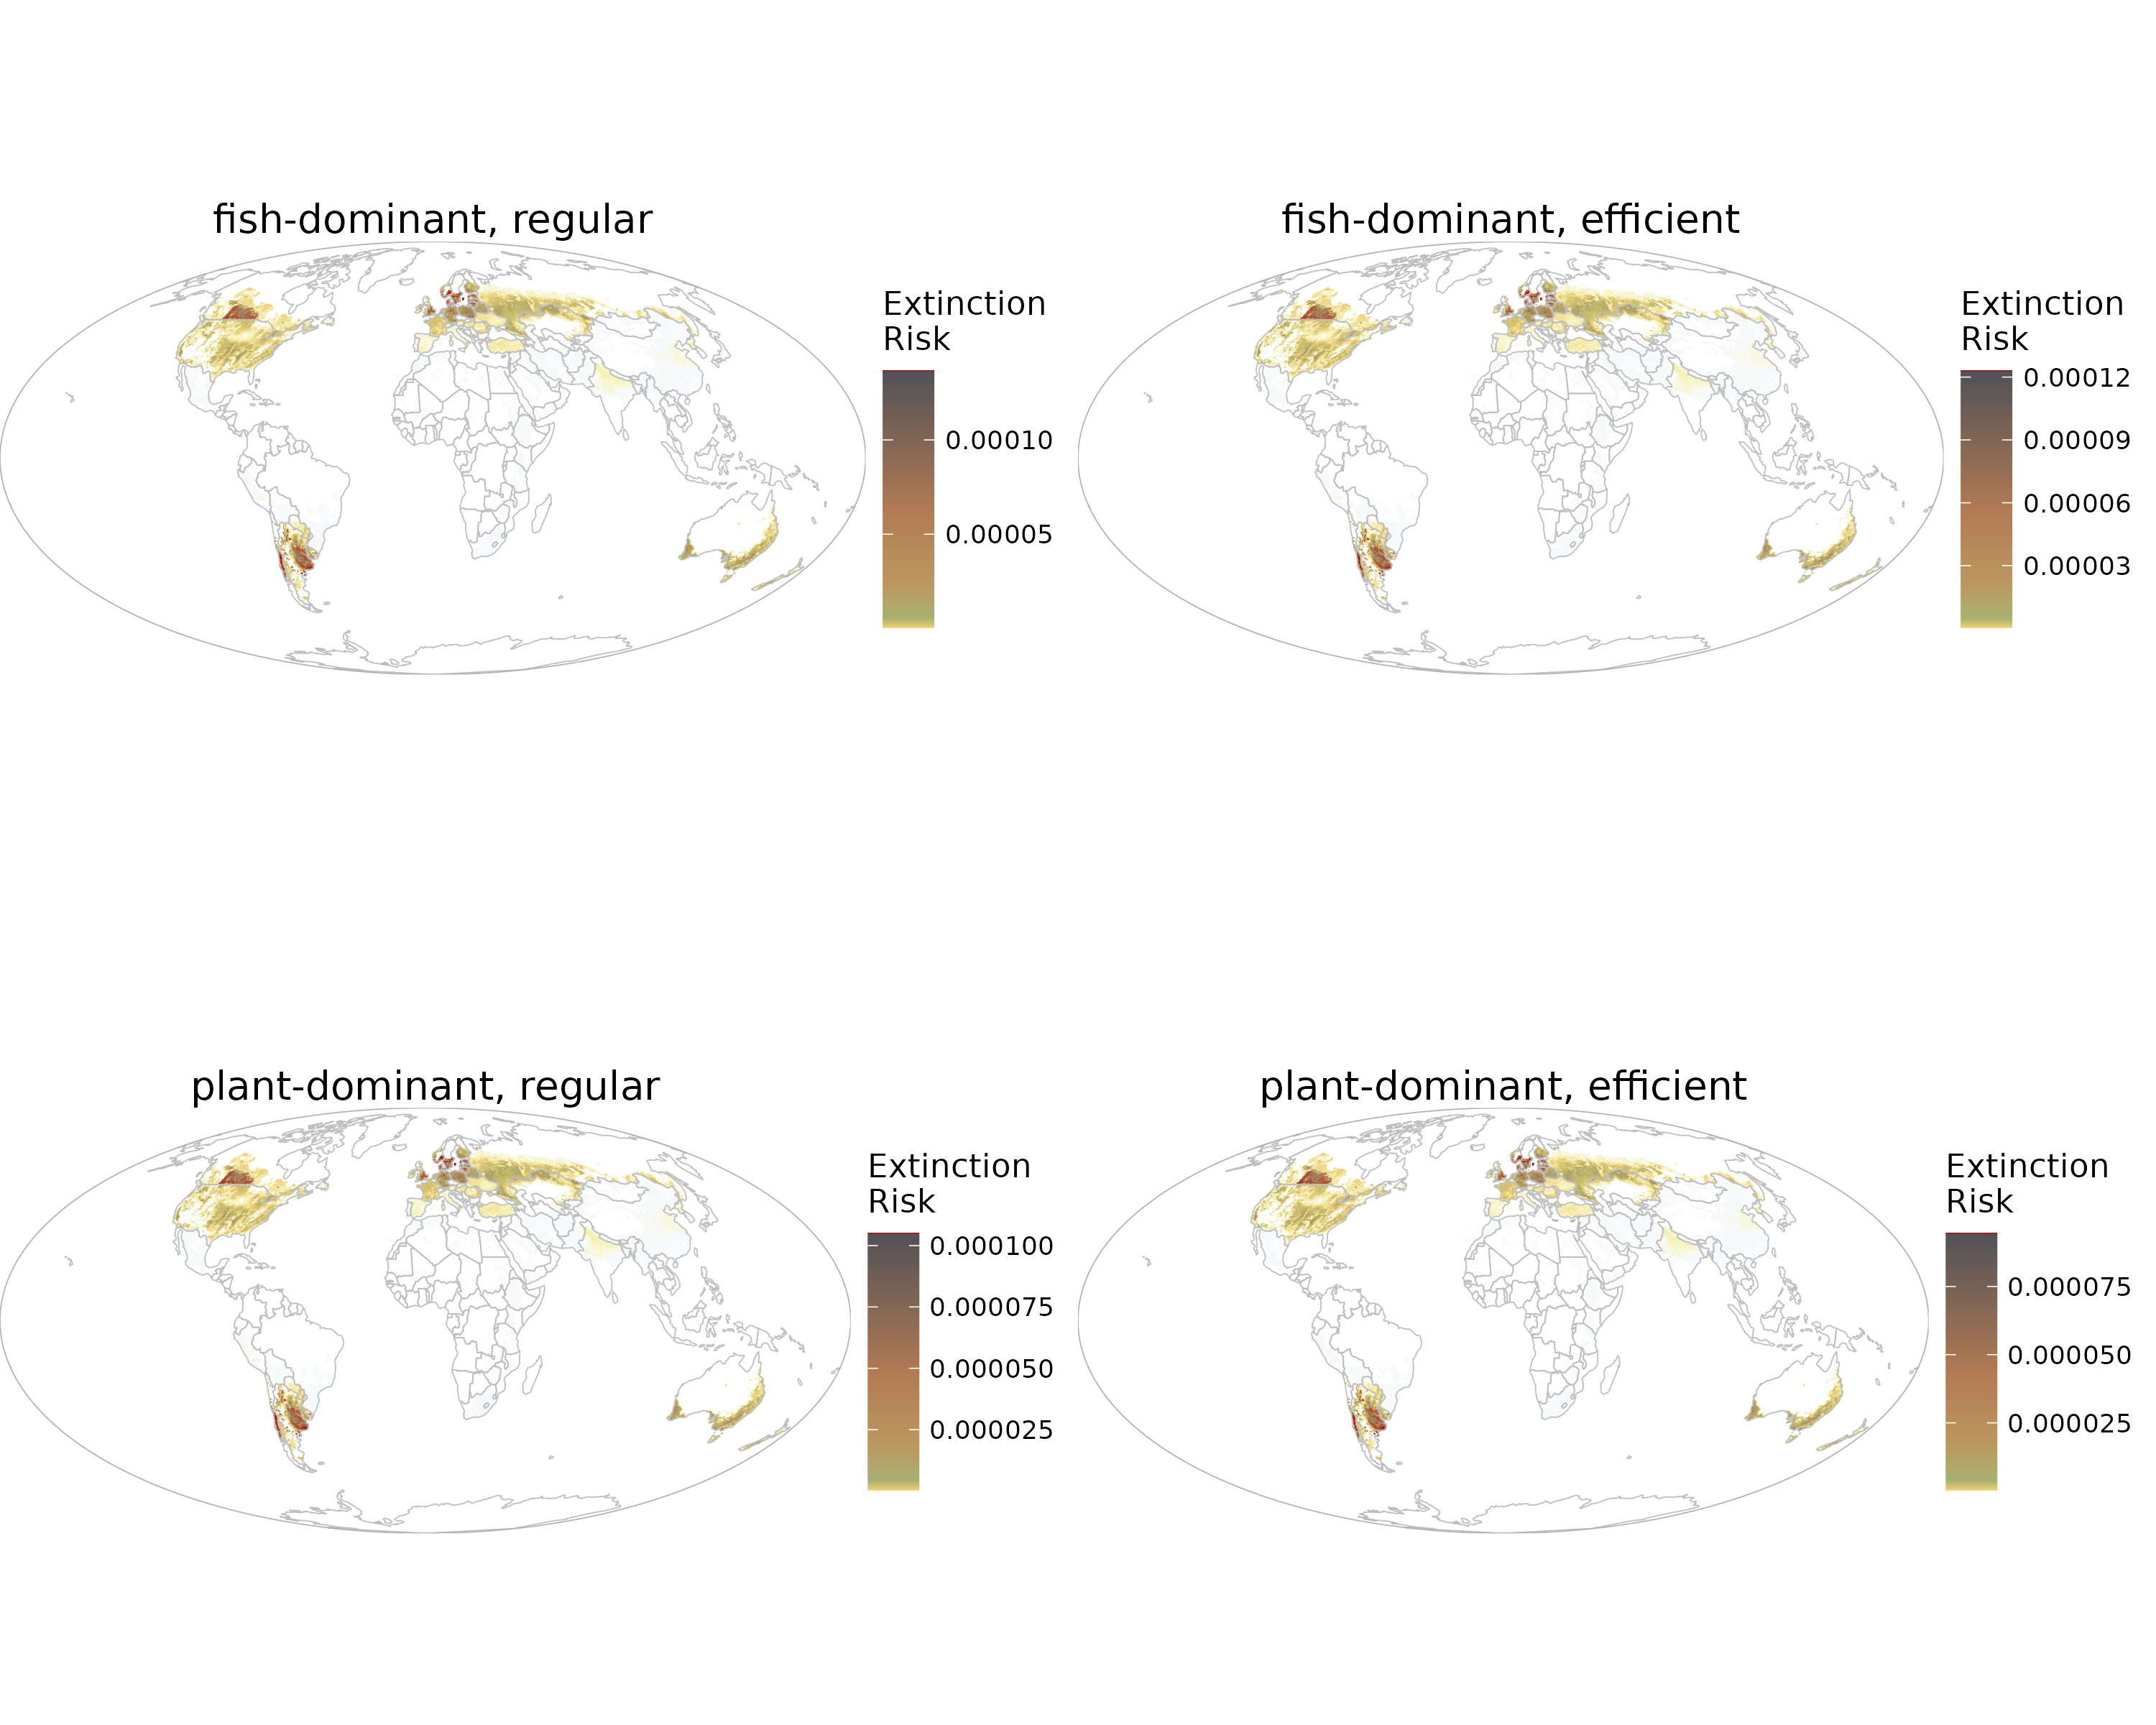 fish-dominant, regular
Extinction
Risk
0.00010
0.00005
fish-dominant, efficient
Extinction
Risk
0.00012
0.00009
0.00006
0.00003
plant-dominant, regular
Extinction
Risk
0.000100
0.000075
0.000050
0.000025
plant-dominant, efficient
Extinction
Risk
0.000075
0.000050
0.000025